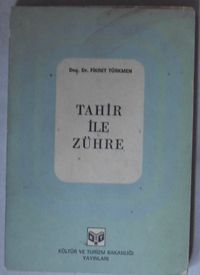 Doç. Dr. FİKRET TÜRKMEN
TAHİR
İLE
ZÜHRE
KÜLTÜR VE TURİZM BAKANLIĞI
YAYINLARI